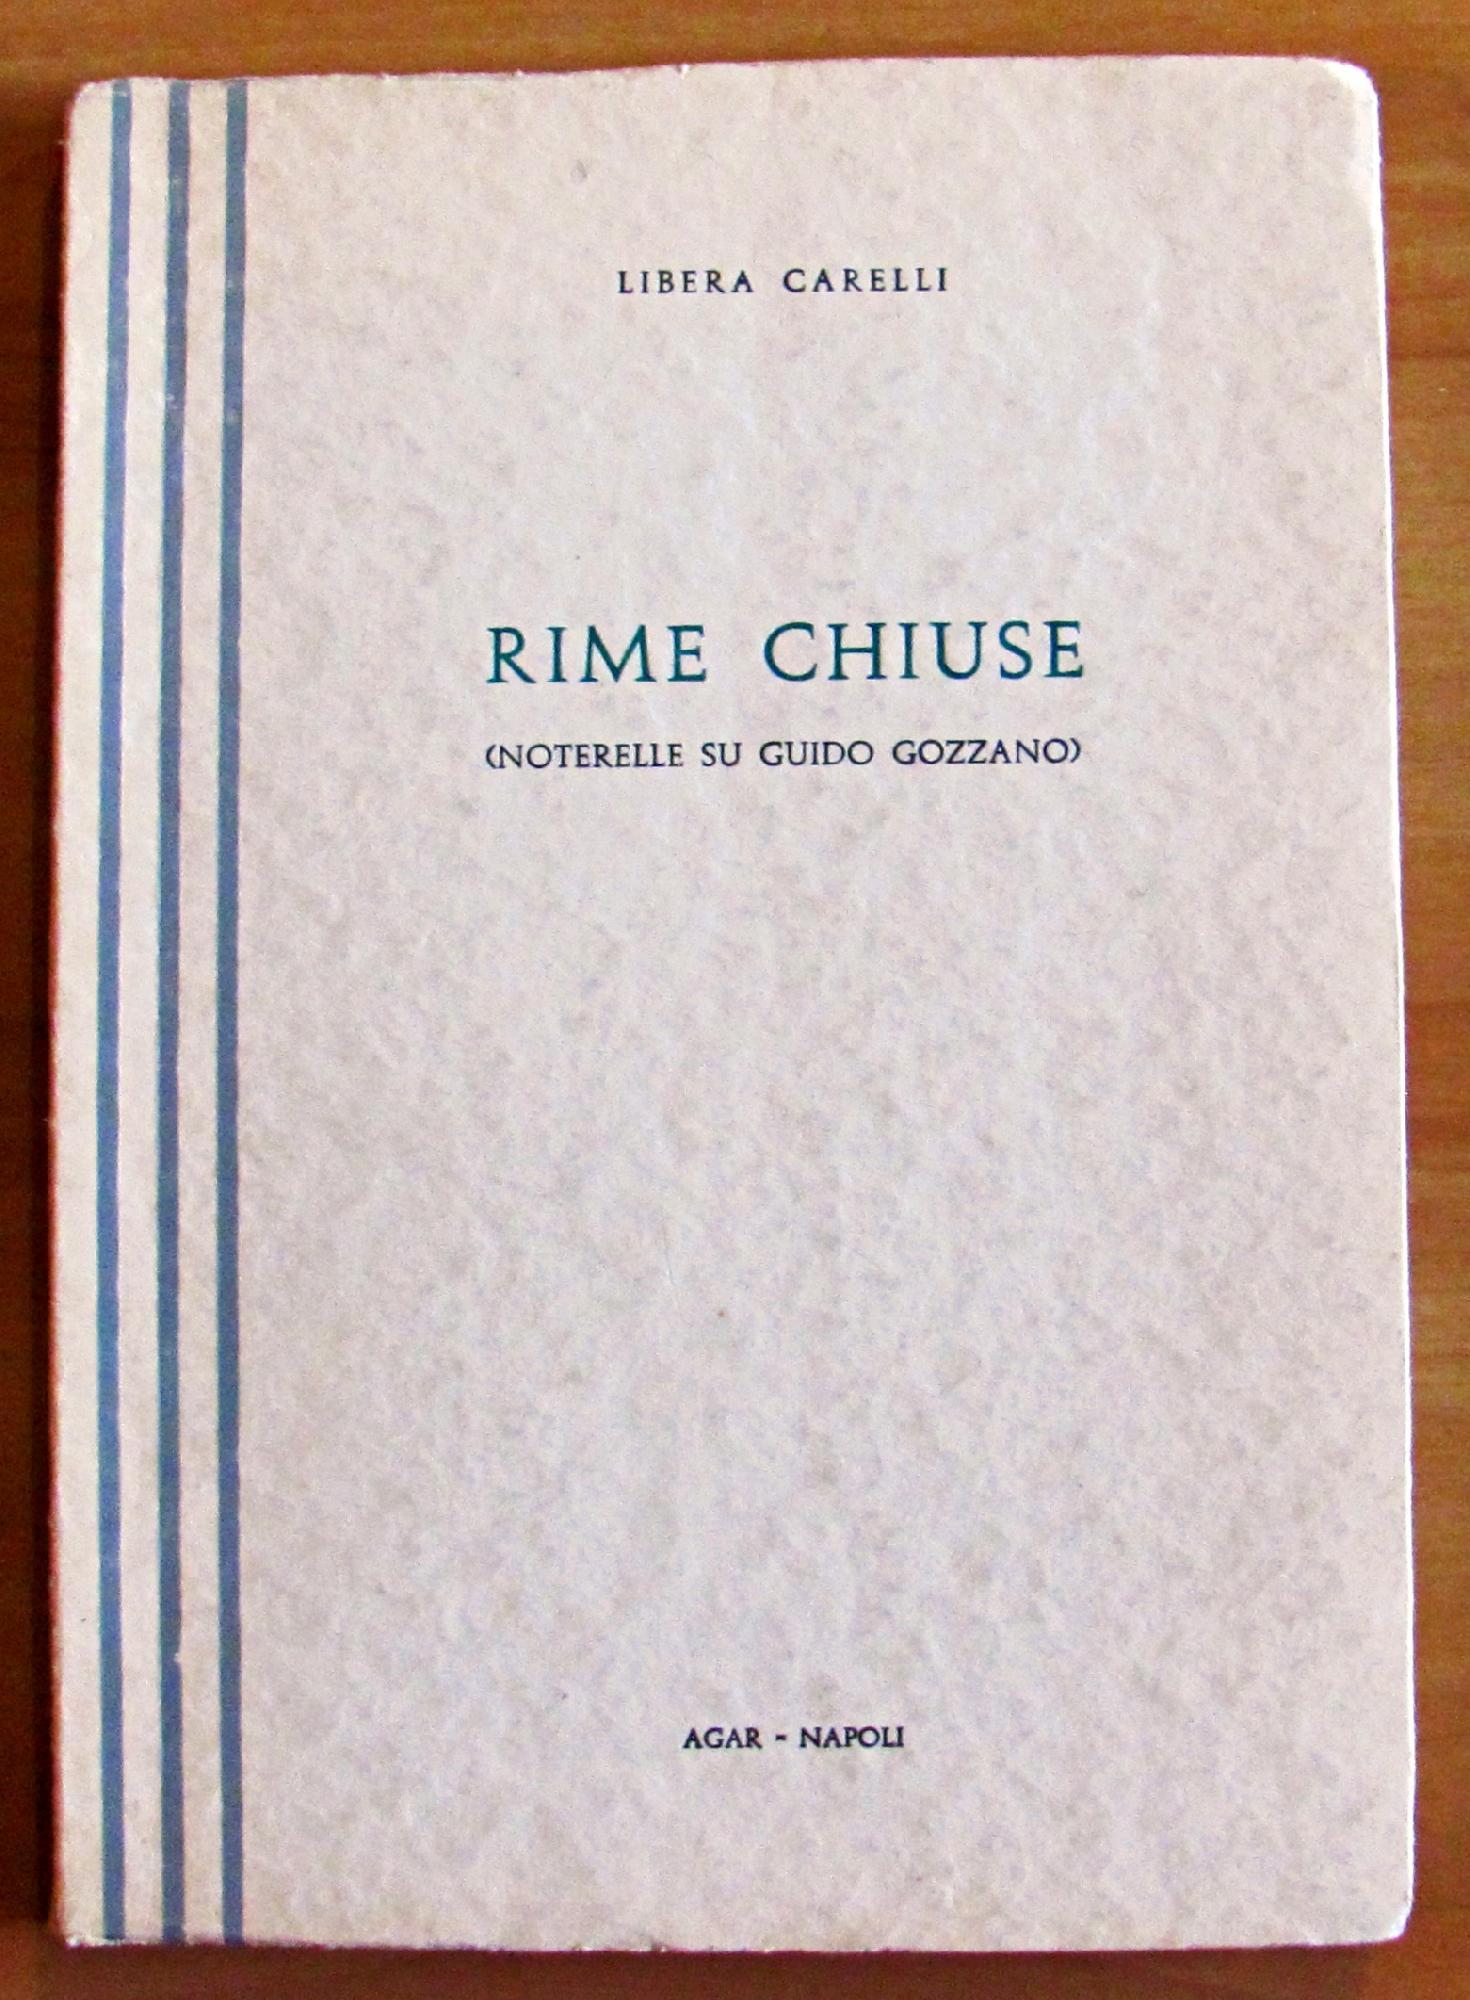 LIBERA CARELLI
RIME CHIUSE
(NOTERELLE SU GUIDO GOZZANO)
AGAR - NAPOLI